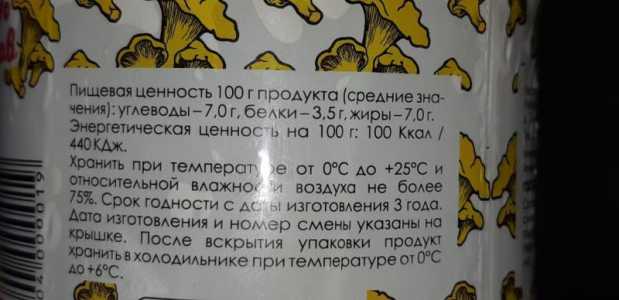 Пищевая ценность 100 г продукта (средние зна-
чения): углеводы – 7,0 г, белки – 3,5 г, жиры – 7,0 г.
Энергетическая ценность на 100 г: 100 Ккал /
440 КДж.
Хранить при температуре от 0°С до +25°С и
относительной влажности воздуха не более
75%. Срок годности с даты изготовления 3 года.
Дата изготовления и номер смены указаны на
крышке. После вскрытия упаковки продукт
хранить в холодильнике при температуре от 0°С
до +6°С.
04000019